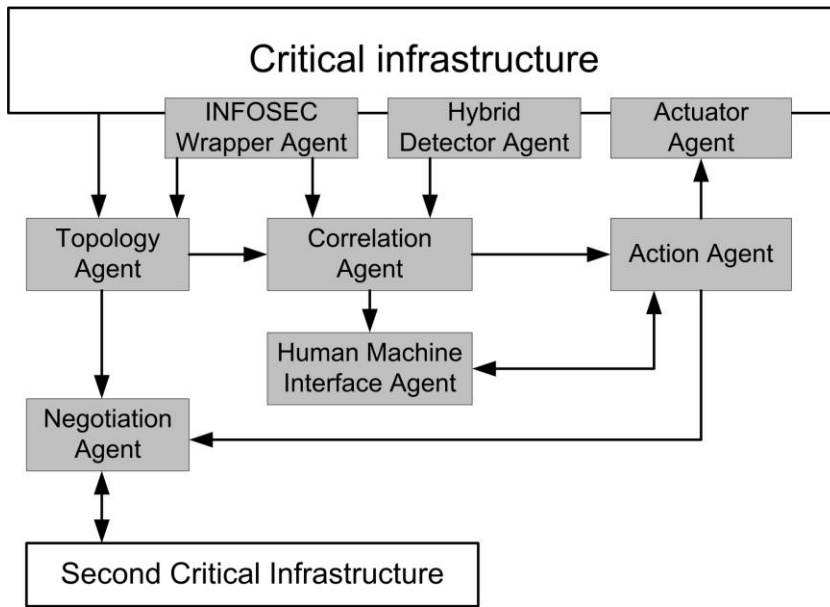 Critical infrastructure
INFOSEC
Wrapper Agent
Hybrid
Detector Agent
Actuator
Agent
Topology
Agent
Correlation
Agent
Action Agent
Human Machine
Interface Agent
Negotiation
Agent
Second Critical Infrastructure